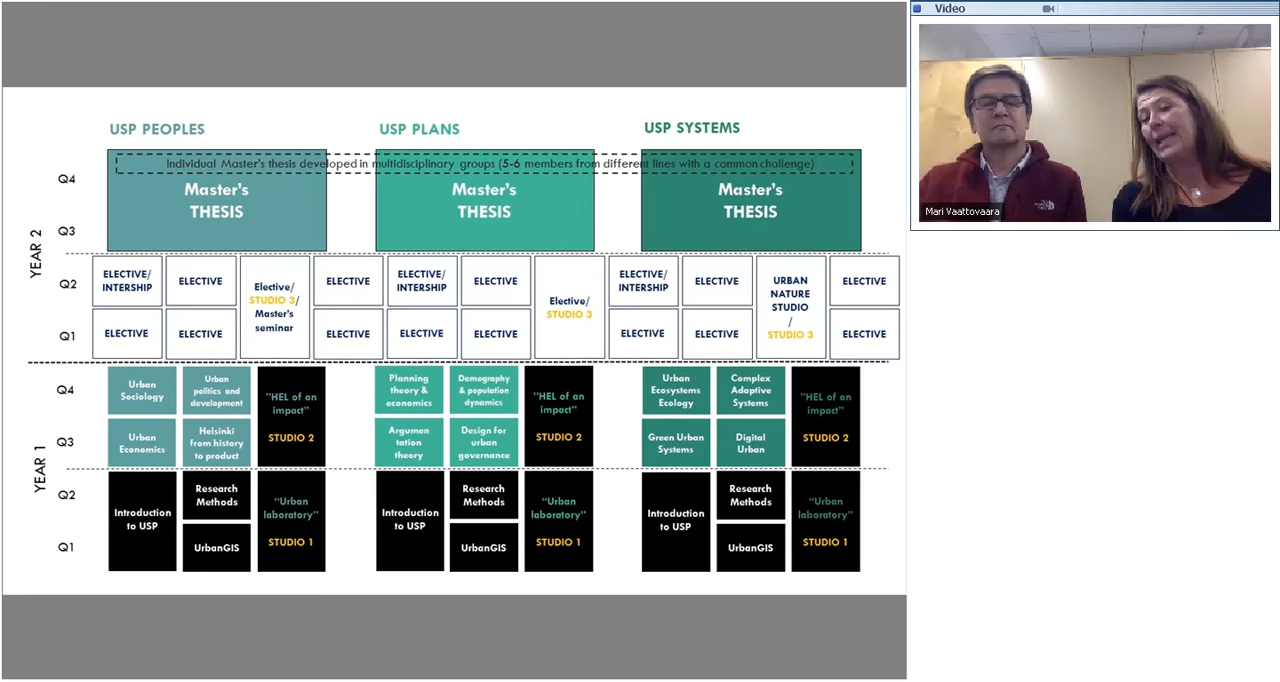 Video
USP PEOPLES
USP PLANS
USP SYSTEMS
Individual Master's thesis developed in multidisciplinary groups (5-6 members from different lines with a common challenge)
YEAR 2
Q4
Q3
Master's
THESIS
Master's
THESIS
Master's
THESIS
Q2
ELECTIVE/
INTERSHIP
ELECTIVE
Elective/
STUDIO 3/
Master's
seminar
ELECTIVE
ELECTIVE/
INTERSHIP
ELECTIVE
Elective/
STUDIO 3
ELECTIVE/
INTERSHIP
ELECTIVE
URBAN
NATURE
STUDIO
/
STUDIO 3
ELECTIVE
Q1
ELECTIVE
ELECTIVE
ELECTIVE
ELECTIVE
ELECTIVE
ELECTIVE
ELECTIVE
ELECTIVE
YEAR 1
Q4
Urban
Sociology
Urban
politics and
development
"HEL of an
impact"
STUDIO 2
Planning
theory &
economics
Demography
& population
dynamics
"HEL of an
impact"
STUDIO 2
Urban
Ecosystems
Ecology
Complex
Adaptive
Systems
"HEL of an
impact"
STUDIO 2
Q3
Urban
Economics
Helsinki
from history
to product
Argumen
tation
theory
Design for
urban
governance
Green Urban
Systems
Digital
Urban
Q2
Introduction
to USP
Research
Methods
"Urban
laboratory"
STUDIO 1
Introduction
to USP
Research
Methods
"Urban
laboratory"
STUDIO 1
Introduction
to USP
Research
Methods
"Urban
laboratory"
STUDIO 1
Q1
UrbanGIS
UrbanGIS
UrbanGIS
Mari Vaattovaara